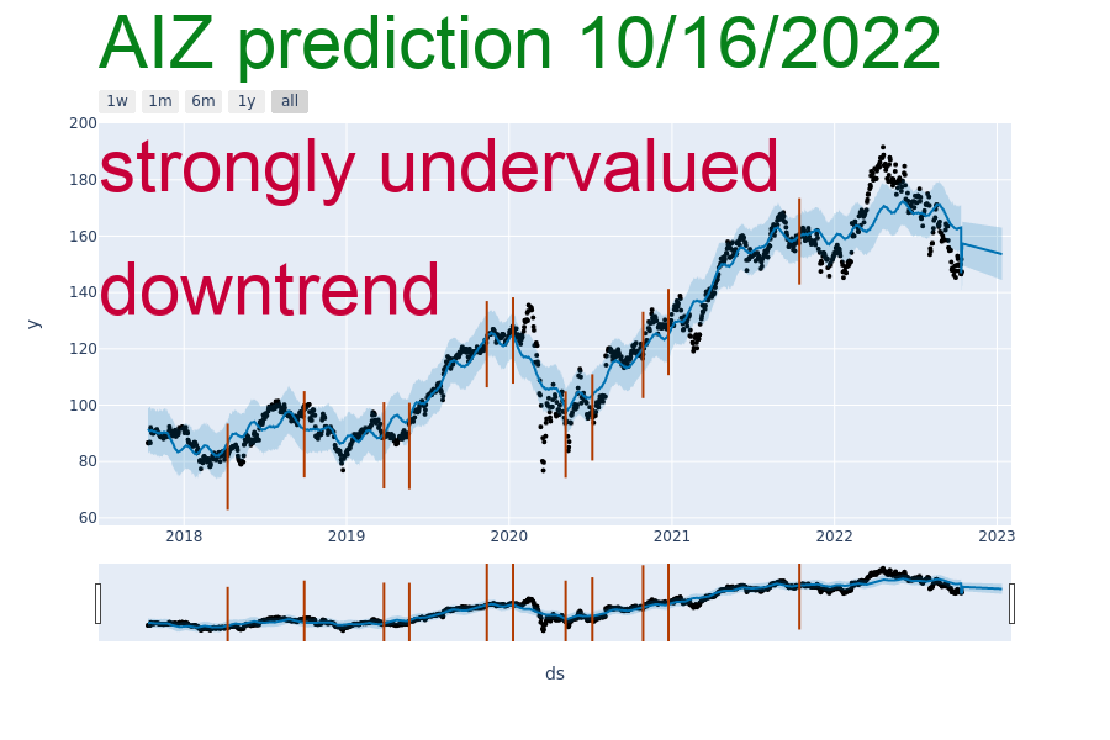 AIZ prediction 10/16/2022
1w 1m 6m 1y all
strongly undervalued
downtrend
200
180
160
140
120
100
80
60
y
2018 2019 2020 2021 2022 2023
ds